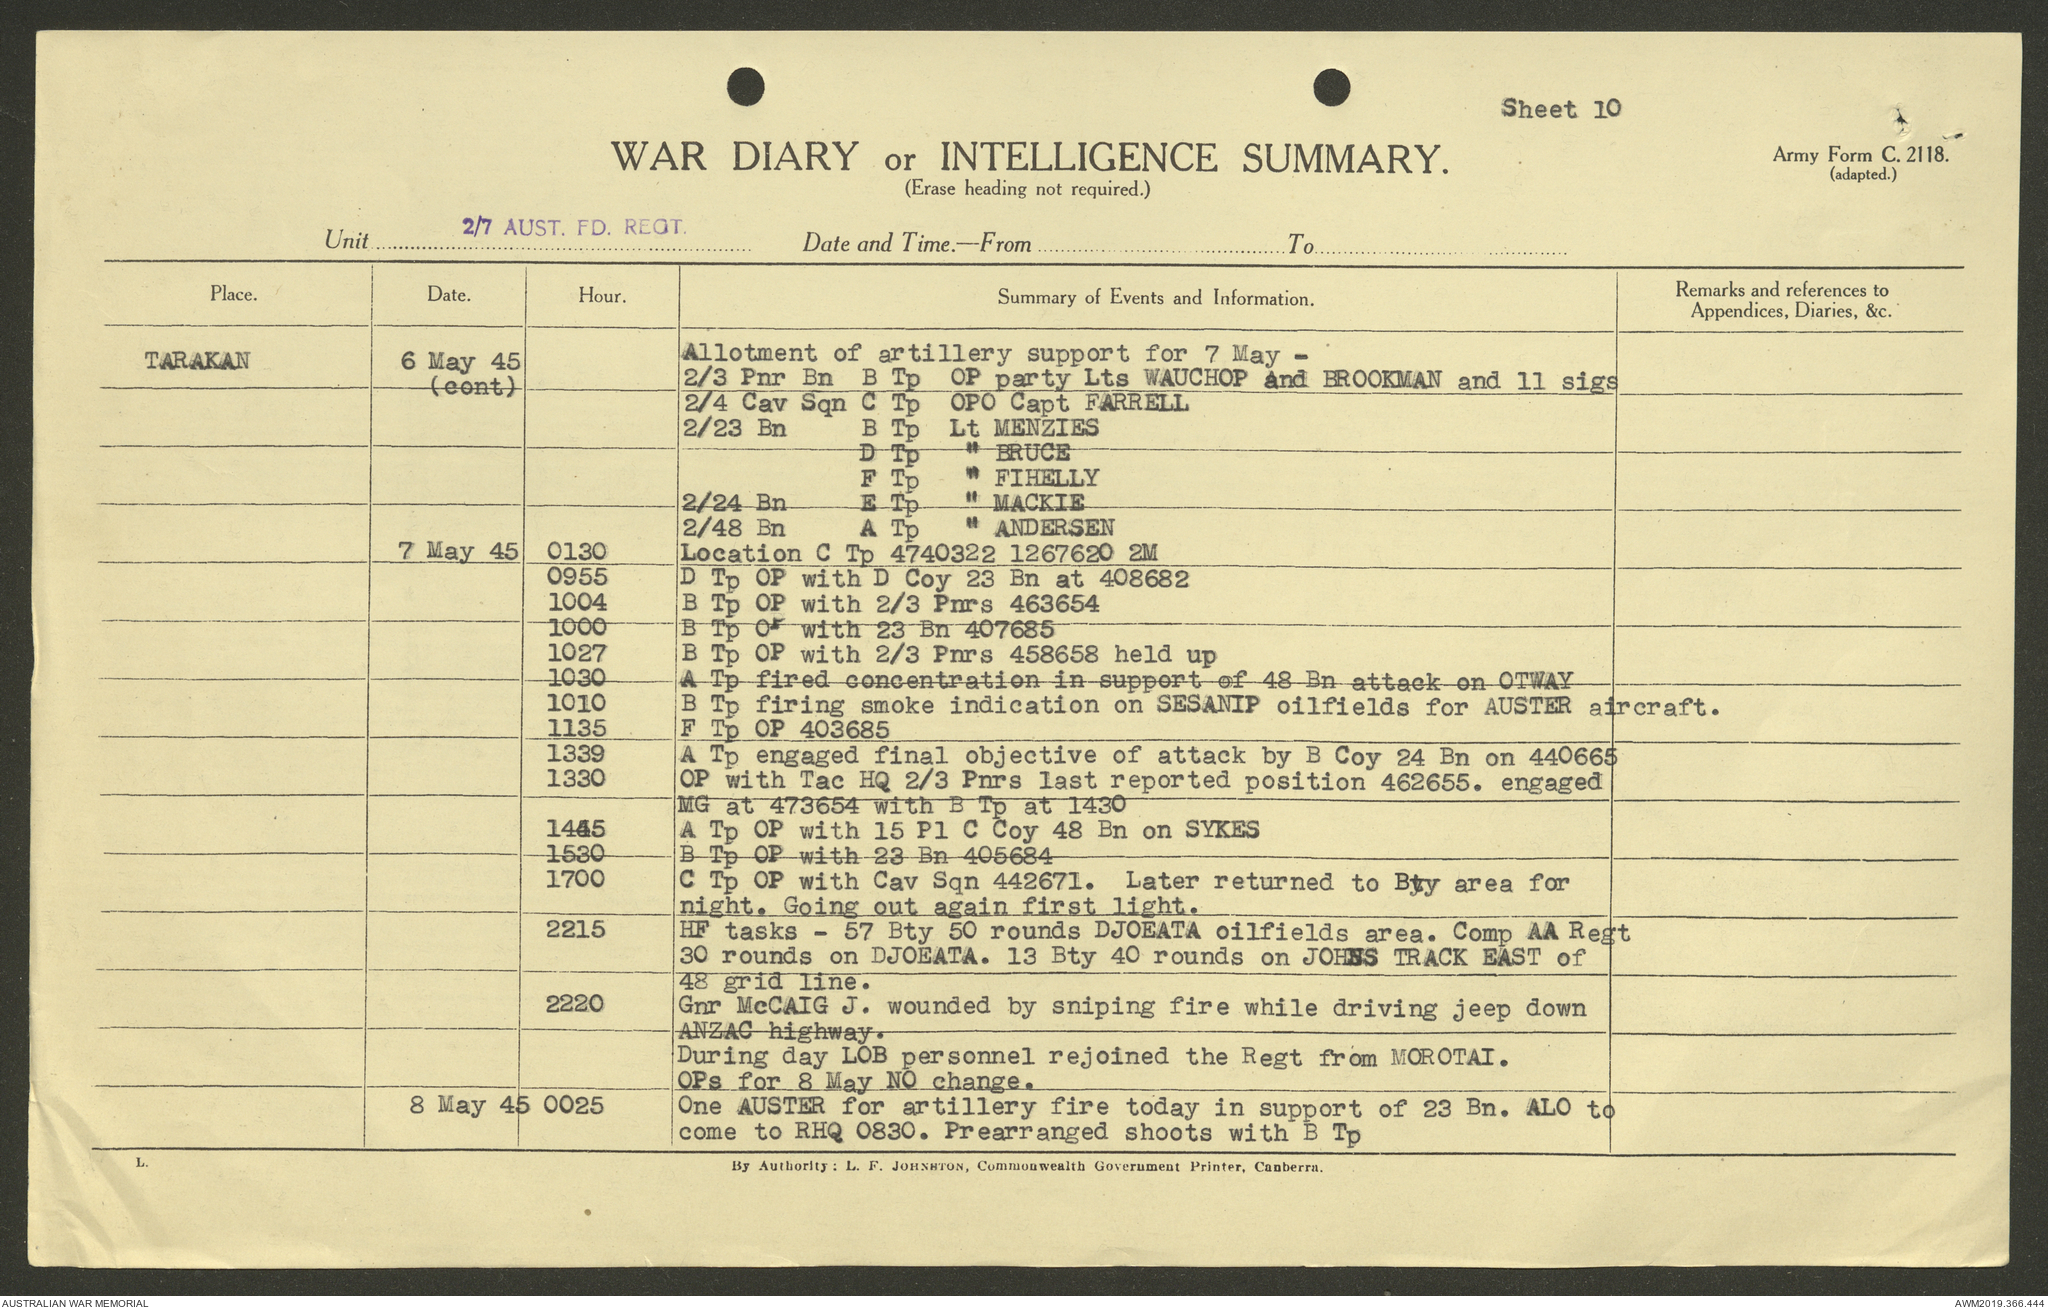 Sheet 10
WAR DIARY or INTELLIGENCE SUMMARY.
Army Form C. 2118.
(Erase heading not required.)
(adapted.)
Unit 2/7 AUST. FD. REGT. Date and Time.—From To
Place. Date. Hour. Summary of Events and Information. Remarks and references to
Appendices, Diaries, &c.
TARAKAN 6 May 45 Allotment of artillery support for 7 May -
(cont) 2/3 Pnr Bn B Tp OP party Lts WAUCHOP and BROOKMAN and 11 sigs
2/4 Cav Sqn C Tp OPO Capt FARRELL
2/23 Bn B Tp Lt MENZIES
D Tp " BRUCE
F Tp " FIHELLY
2/24 Bn E Tp " MACKIE
2/48 Bn A Tp " ANDERSEN
7 May 45 0130 Location C Tp 4740322 1267620 2M
0955 D Tp OP with D Coy 23 Bn at 408682
1004 B Tp OP with 2/3 Pnrs 463654
1000 B Tp OP with 23 Bn 407685
1027 B Tp OP with 2/3 Pnrs 458658 held up
1030 A Tp fired concentration in support of 48 Bn attack on OTWAY
1010 B Tp firing smoke indication on SESANIP oilfields for AUSTER aircraft.
1135 F Tp OP 403685
1339 A Tp engaged final objective of attack by B Coy 24 Bn on 440665
1330 OP with Tac HQ 2/3 Pnrs last reported position 462655. engaged
MG at 473654 with B Tp at 1430
1445 A Tp OP with 15 Pl C Coy 48 Bn on SYKES
1530 B Tp OP with 23 Bn 405684
1700 C Tp OP with Cav Sqn 442671. Later returned to Bty area for
night. Going out again first light.
2215 HF tasks - 57 Bty 50 rounds DJOEATA oilfields area. Comp AA Regt
30 rounds on DJOEATA. 13 Bty 40 rounds on JOHNS TRACK EAST of
48 grid line.
2220 Gnr McCAIG J. wounded by sniping fire while driving jeep down
ANZAC highway.
During day LOB personnel rejoined the Regt from MOROTAI.
OPs for 8 May NO change.
8 May 45 0025 One AUSTER for artillery fire today in support of 23 Bn. ALO to
come to RHQ 0830. Prearranged shoots with B Tp
L. By Authority: L. F. JOHNSTON, Commonwealth Government Printer, Canberra.
AUSTRALIAN WAR MEMORIAL AWM2019.366.444